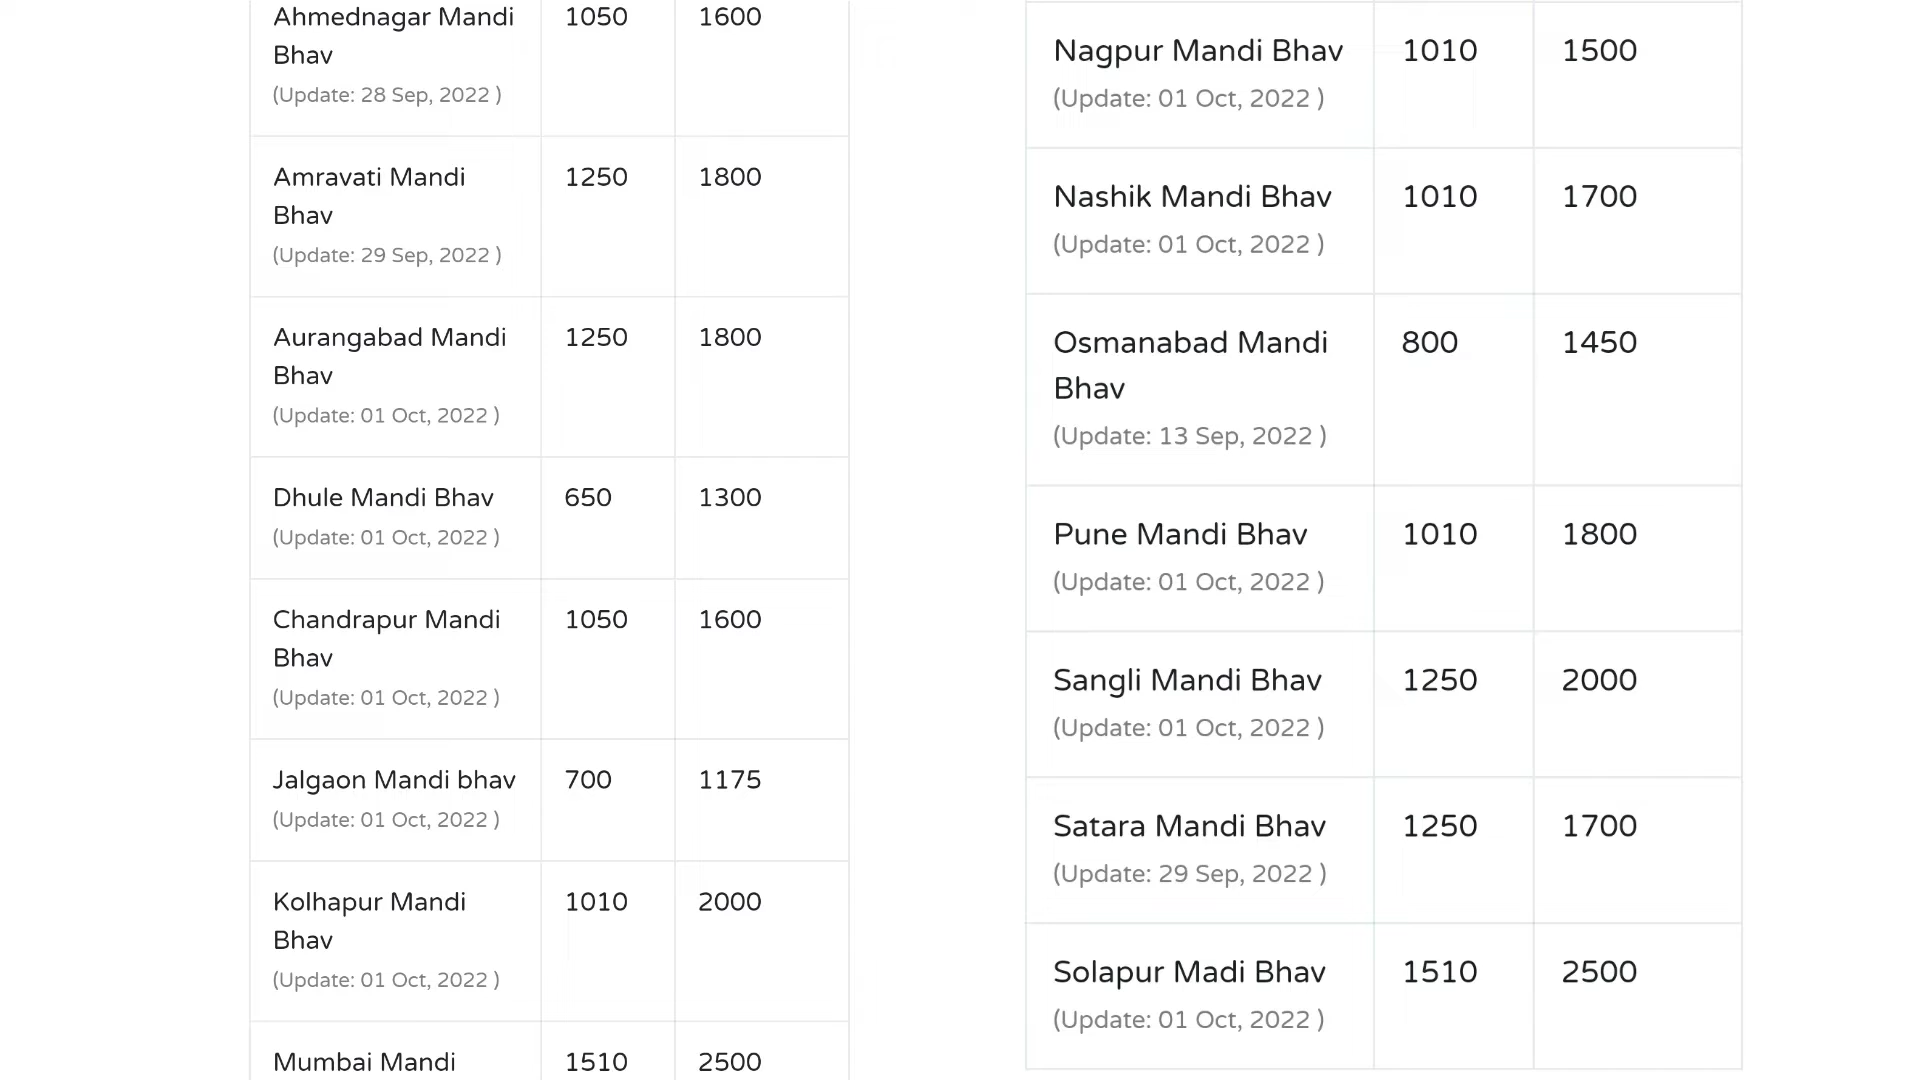 Ahmednagar Mandi 1050 1600
Bhav
(Update: 28 Sep, 2022 )
Amravati Mandi 1250 1800
Bhav
(Update: 29 Sep, 2022 )
Aurangabad Mandi 1250 1800
Bhav
(Update: 01 Oct, 2022 )
Dhule Mandi Bhav 650 1300
(Update: 01 Oct, 2022 )
Chandrapur Mandi 1050 1600
Bhav
(Update: 01 Oct, 2022 )
Jalgaon Mandi bhav 700 1175
(Update: 01 Oct, 2022 )
Kolhapur Mandi 1010 2000
Bhav
(Update: 01 Oct, 2022 )
Mumbai Mandi 1510 2500
Nagpur Mandi Bhav 1010 1500
(Update: 01 Oct, 2022 )
Nashik Mandi Bhav 1010 1700
(Update: 01 Oct, 2022 )
Osmanabad Mandi 800 1450
Bhav
(Update: 13 Sep, 2022 )
Pune Mandi Bhav 1010 1800
(Update: 01 Oct, 2022 )
Sangli Mandi Bhav 1250 2000
(Update: 01 Oct, 2022 )
Satara Mandi Bhav 1250 1700
(Update: 29 Sep, 2022 )
Solapur Madi Bhav 1510 2500
(Update: 01 Oct, 2022 )